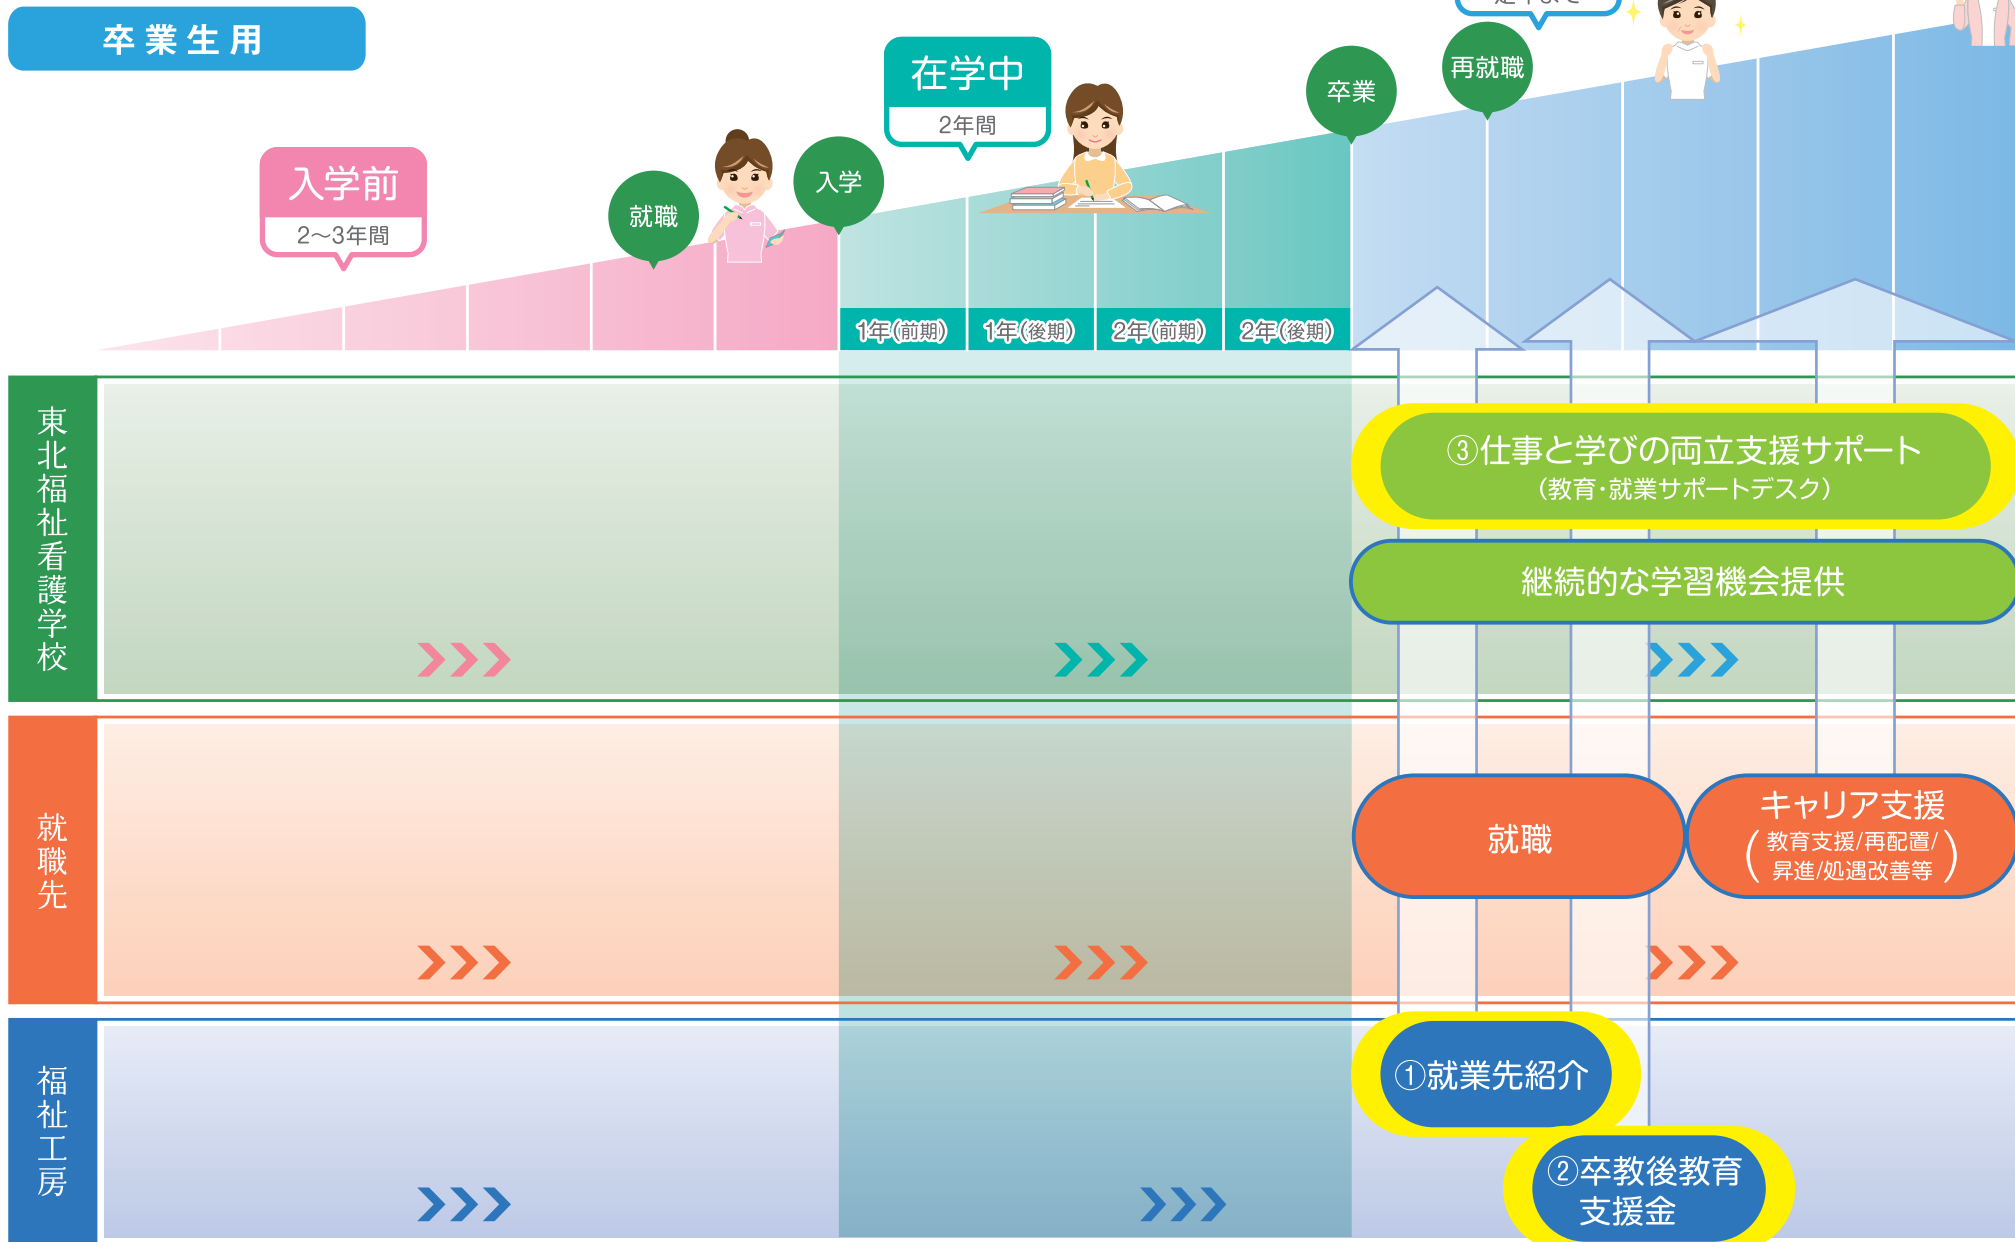 卒業生用
入学前
2〜3年間
就職
入学
在学中
2年間
卒業
再就職
1年(前期)
1年(後期)
2年(前期)
2年(後期)
東北福祉看護学校
③仕事と学びの両立支援サポート
(教育・就業サポートデスク)
継続的な学習機会提供
就職先
就職
キャリア支援
(教育支援/再配置/
昇進/処遇改善等)
福祉工房
①就業先紹介
②卒教後教育
支援金